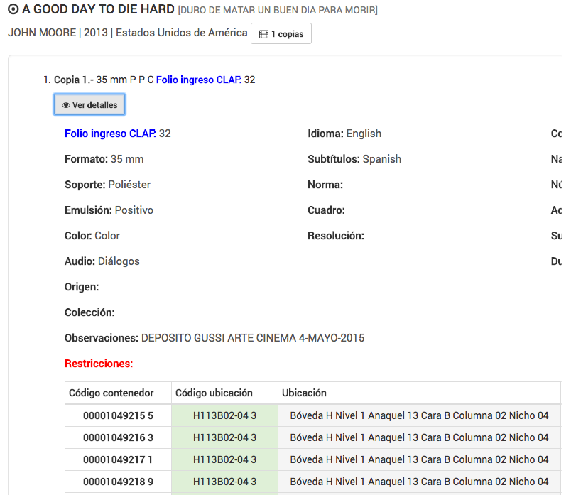 A GOOD DAY TO DIE HARD [DURO DE MATAR UN BUEN DIA PARA MORIR]
JOHN MOORE | 2013 | Estados Unidos de América 1 copias
1. Copia 1.- 35 mm P P C Folio ingreso CLAP. 32
Ver detalles
Folio ingreso CLAP. 32 Idioma: English Co
Formato: 35 mm Subtítulos: Spanish Na
Soporte: Poliéster Norma: Nú
Emulsión: Positivo Cuadro: Ac
Color: Color Resolución: Su
Audio: Diálogos Du
Origen:
Colección:
Observaciones: DEPOSITO GUSSI ARTE CINEMA 4-MAYO-2015
Restricciones:
Código contenedor Código ubicación Ubicación
00001049215 5 H113B02-04 3 Bóveda H Nivel 1 Anaquel 13 Cara B Columna 02 Nicho 04
00001049216 3 H113B02-04 3 Bóveda H Nivel 1 Anaquel 13 Cara B Columna 02 Nicho 04
00001049217 1 H113B02-04 3 Bóveda H Nivel 1 Anaquel 13 Cara B Columna 02 Nicho 04
00001049218 9 H113B02-04 3 Bóveda H Nivel 1 Anaquel 13 Cara B Columna 02 Nicho 04